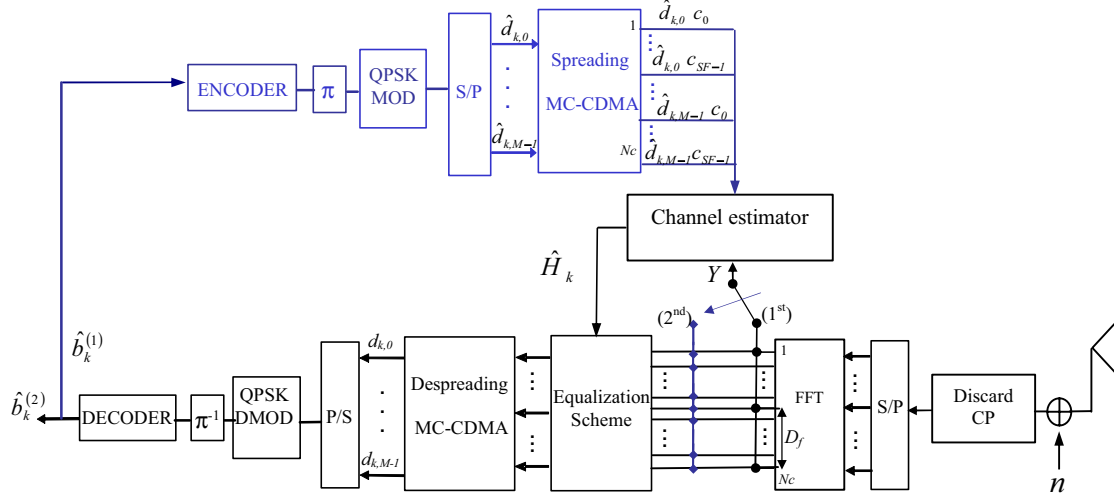 ENCODER
π
QPSK
MOD
S/P
d̂k,0
d̂k,M−1
Spreading
MC-CDMA
1
Nc
d̂k,0 c0
d̂k,0 cSF−1
d̂k,M−1 c0
d̂k,M−1 cSF−1
Channel estimator
Ĥk
Y
(2nd)
(1st)
b̂k(1)
b̂k(2)
DECODER
π-1
QPSK
DMOD
P/S
dk,0
dk,M-1
Despreading
MC-CDMA
Equalization
Scheme
1
FFT
Df
Nc
S/P
Discard
CP
n